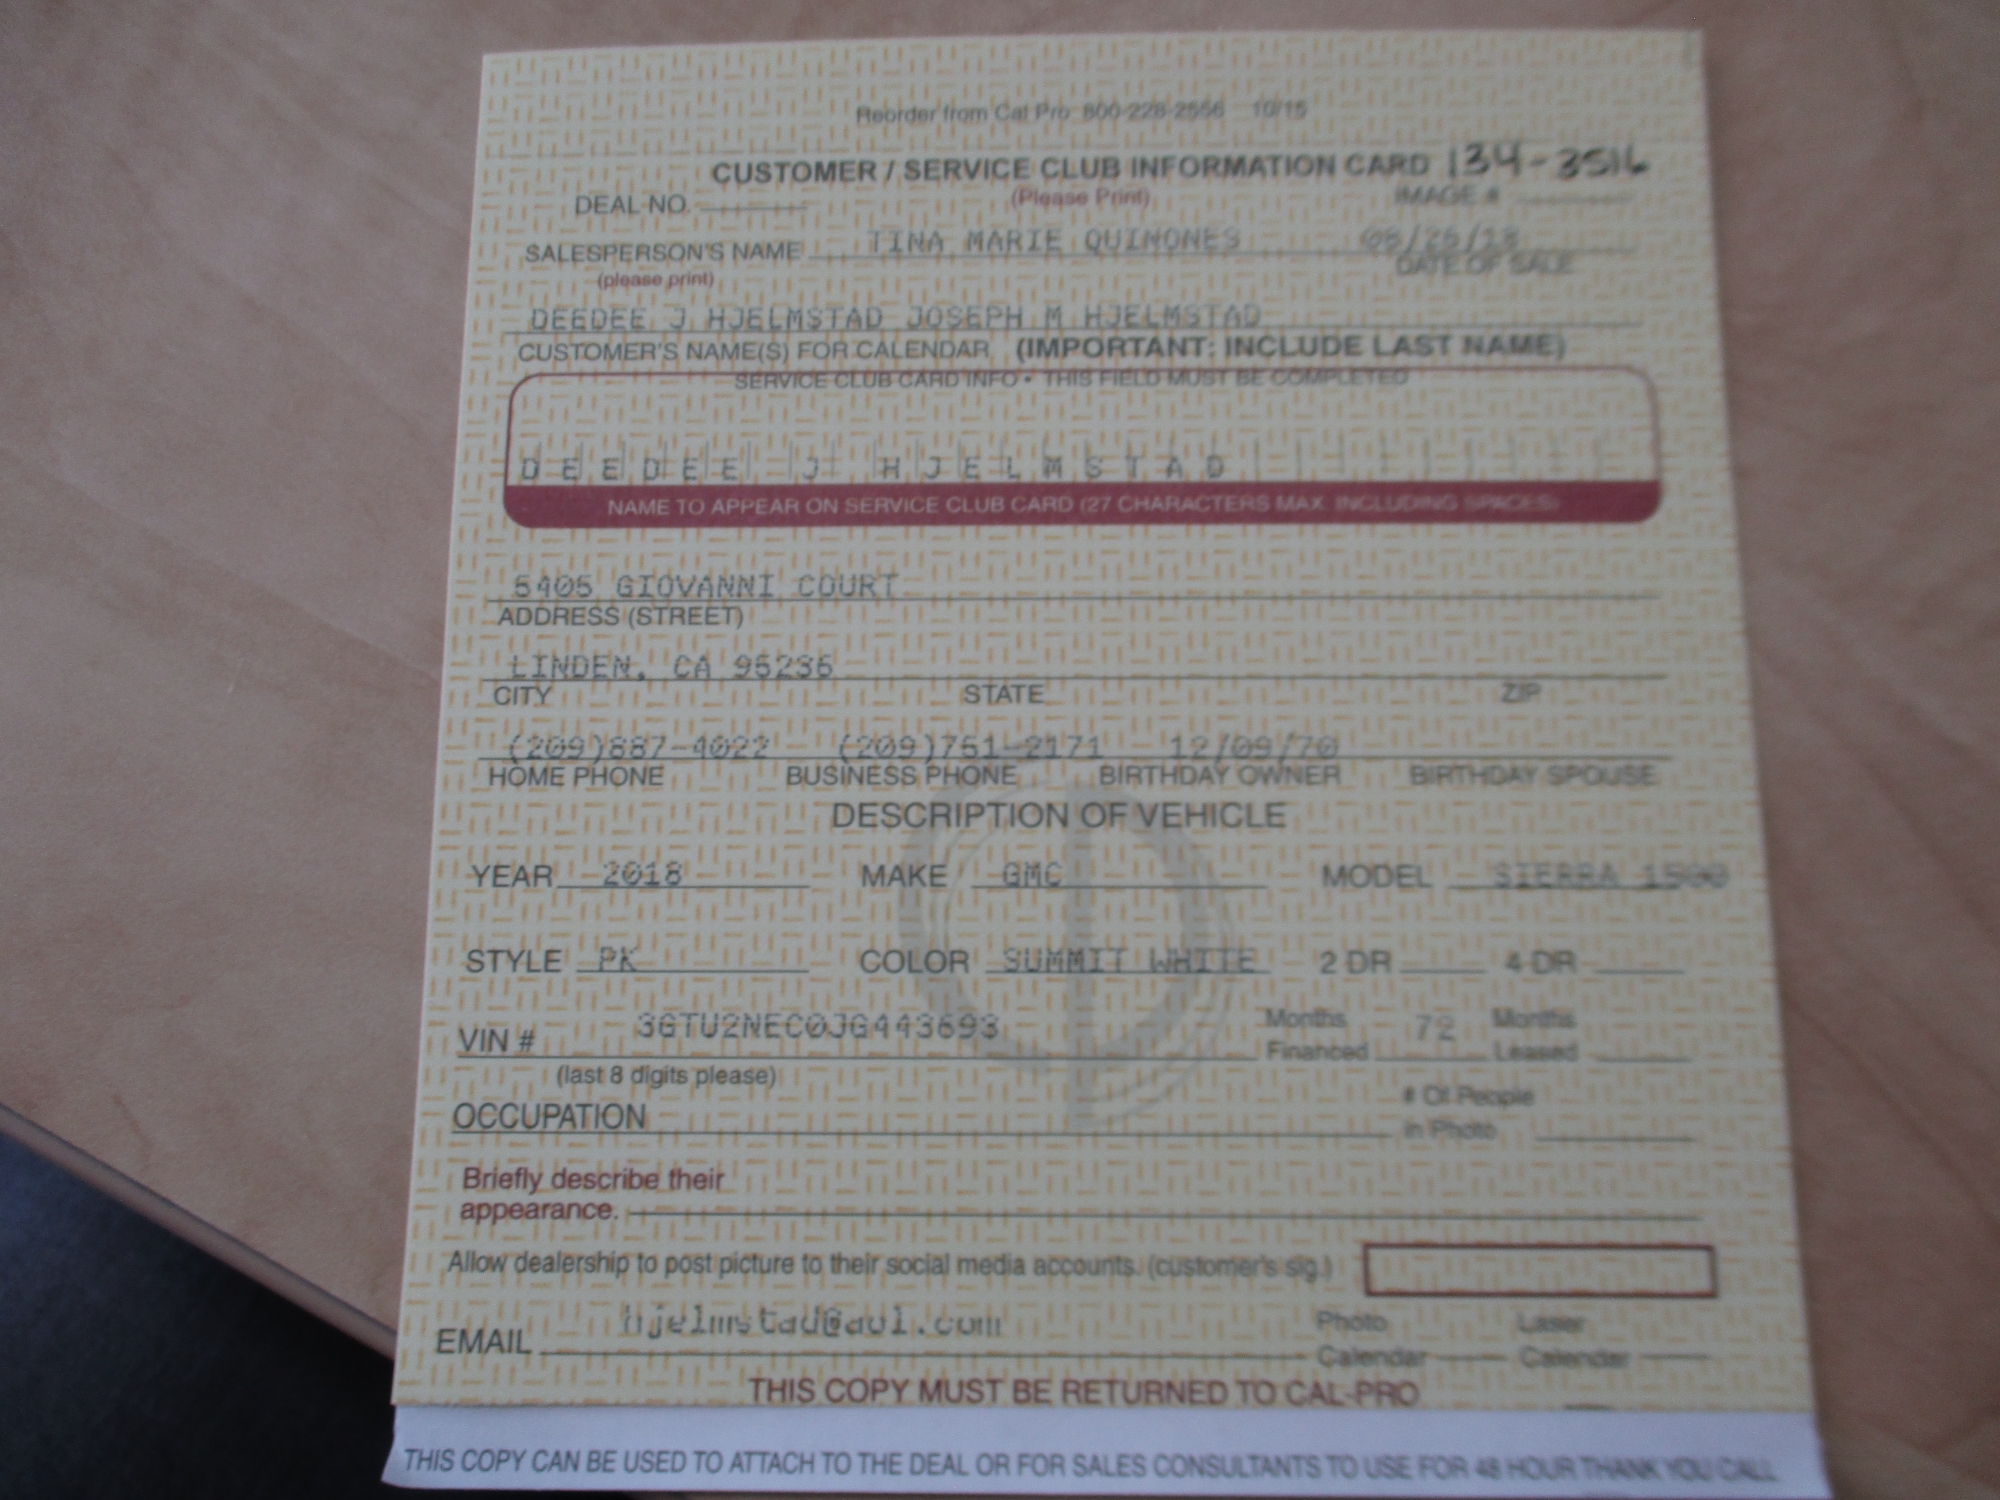 Reorder from Cal Pro 800-228-2556 10/15
CUSTOMER / SERVICE CLUB INFORMATION CARD 134-3516
DEAL NO. (Please Print) IMAGE #
SALESPERSON'S NAME TINA MARIE QUINONES 08/26/18
(please print) DATE OF SALE
DEEDEE J HJELMSTAD JOSEPH M HJELMSTAD
CUSTOMER'S NAME(S) FOR CALENDAR (IMPORTANT: INCLUDE LAST NAME)
SERVICE CLUB CARD INFO • THIS FIELD MUST BE COMPLETED
DEEDEE J HJELMSTAD
NAME TO APPEAR ON SERVICE CLUB CARD (27 CHARACTERS MAX. INCLUDING SPACES)
5405 GIOVANNI COURT
ADDRESS (STREET)
LINDEN, CA 95236
CITY STATE ZIP
(209)887-4022 (209)751-2171 12/09/70
HOME PHONE BUSINESS PHONE BIRTHDAY OWNER BIRTHDAY SPOUSE
DESCRIPTION OF VEHICLE
YEAR 2018 MAKE GMC MODEL SIERRA 1500
STYLE PK COLOR SUMMIT WHITE 2 DR 4 DR
VIN # 3GTU2NEC0JG443693 Months Financed 72 Months Leased
(last 8 digits please)
OCCUPATION # Of People in Photo
Briefly describe their
appearance.
Allow dealership to post picture to their social media accounts. (customer's sig.)
EMAIL hjelmstad@aol.com Photo Calendar Laser Calendar
THIS COPY MUST BE RETURNED TO CAL-PRO
THIS COPY CAN BE USED TO ATTACH TO THE DEAL OR FOR SALES CONSULTANTS TO USE FOR 48 HOUR THANK YOU CALL